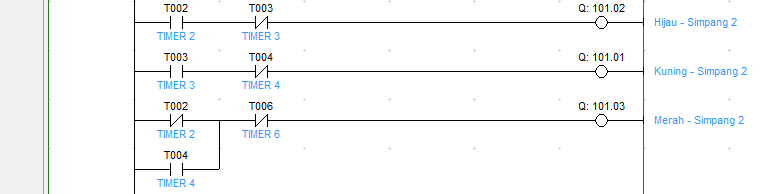 T002 T003 Q: 101.02
Hijau - Simpang 2
TIMER 2 TIMER 3
T003 T004 Q: 101.01
Kuning - Simpang 2
TIMER 3 TIMER 4
T002 T006 Q: 101.03
Merah - Simpang 2
TIMER 2 TIMER 6
T004
TIMER 4